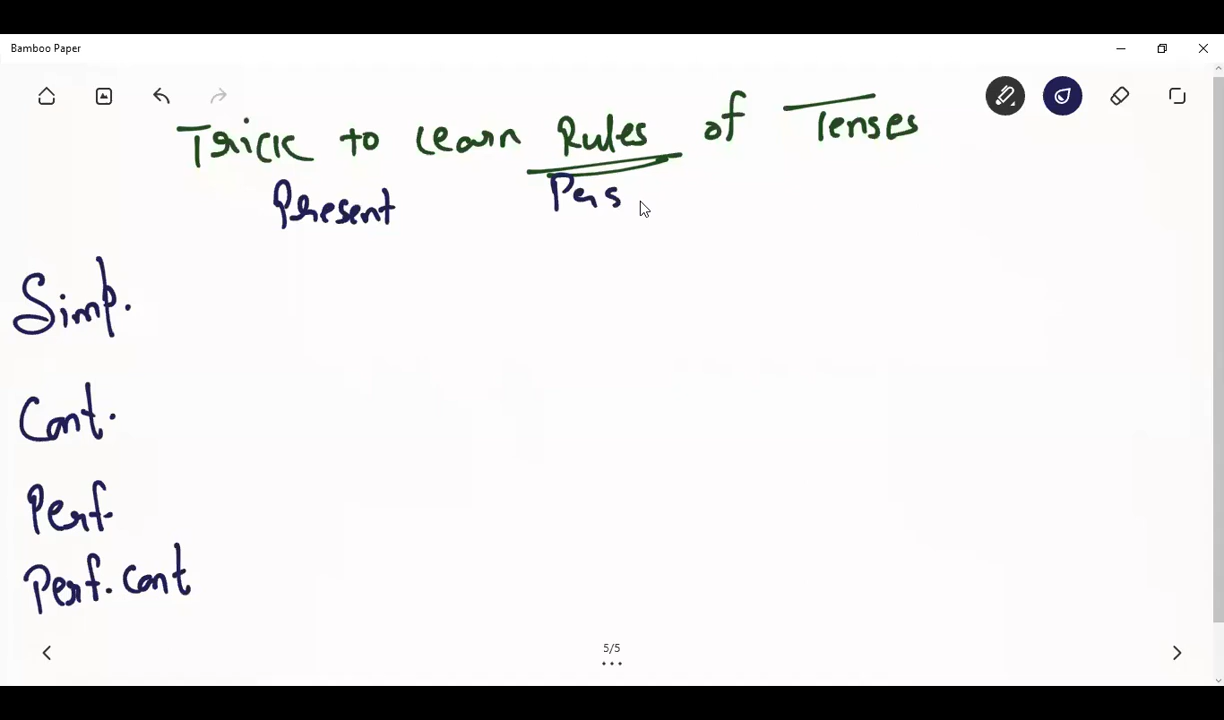 Bamboo Paper
Trick to Learn Rules of Tenses
Present Pas
Simp.
Cont.
Perf.
Perf. Cont
5/5